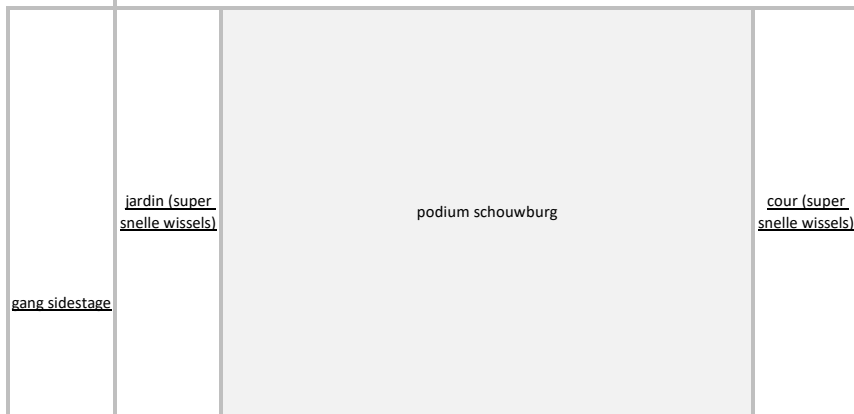 jardin (super
snelle wissels)
podium schouwburg
cour (super
snelle wissels)
gang sidestage